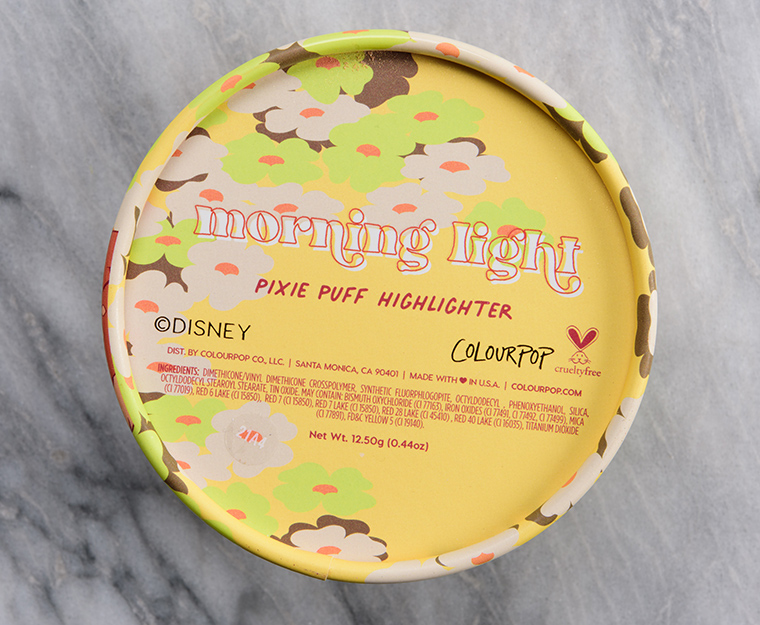 morning light
PIXIE PUFF HIGHLIGHTER
©DISNEY
COLOURPOP
crueltyfree
DIST. BY COLOURPOP CO., LLC. | SANTA MONICA, CA 90401 | MADE WITH ♥ IN U.S.A. | COLOURPOP.COM
INGREDIENTS: DIMETHICONE/VINYL DIMETHICONE CROSSPOLYMER, SYNTHETIC FLUORPHLOGOPITE, OCTYLDODECYL , PHENOXYETHANOL, SILICA,
OCTYLDODECYL STEAROYL STEARATE, TIN OXIDE. MAY CONTAIN: BISMUTH OXYCHLORIDE (CI 77163), IRON OXIDES (CI 77491, CI 77492, CI 77499), MICA
(CI 77019), RED 6 LAKE (CI 15850), RED 7 (CI 15850), RED 7 LAKE (CI 15850), RED 28 LAKE (CI 45410) , RED 40 LAKE (CI 16035), TITANIUM DIOXIDE
(CI 77891), FD&C YELLOW 5 (CI 19140).
Net Wt. 12.50g (0.44oz)